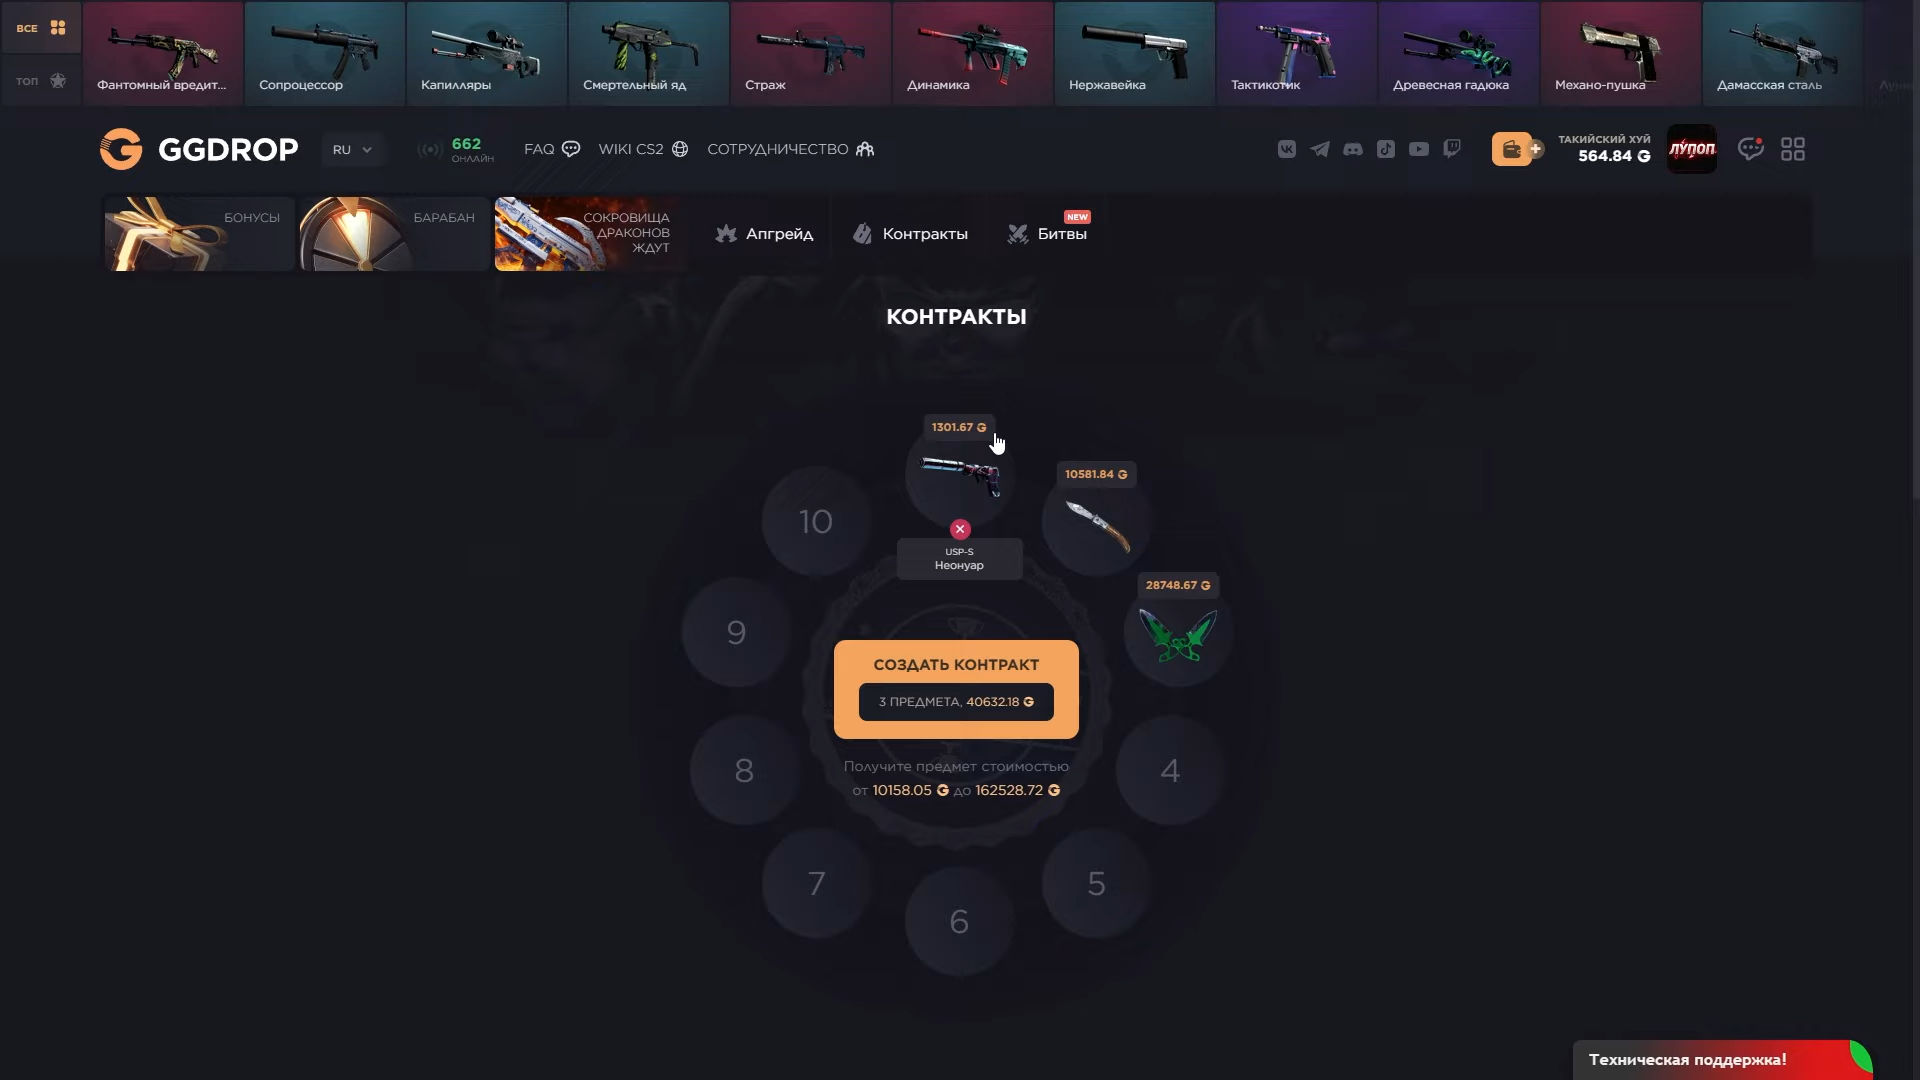 ВСЕ
ТОП
Фантомный вредит...
Сопроцессор
Капилляры
Смертельный яд
Страж
Динамика
Нержавейка
Тактикотик
Древесная гадюка
Механо-пушка
Дамасская сталь
GGDROP
RU
662
ОНЛАЙН
FAQ
WIKI CS2
СОТРУДНИЧЕСТВО
ТАКИЙСКИЙ ХУЙ
564.84 G
ЛУПОП
БОНУСЫ
БАРАБАН
СОКРОВИЩА
ДРАКОНОВ
ЖДУТ
Апгрейд
Контракты
Битвы
NEW
КОНТРАКТЫ
1301.67 G
10581.84 G
28748.67 G
USP-S
Неонуар
10
9
8
7
6
5
4
СОЗДАТЬ КОНТРАКТ
3 ПРЕДМЕТА, 40632.18 G
Получите предмет стоимостью
от 10158.05 G до 162528.72 G
Техническая поддержка!